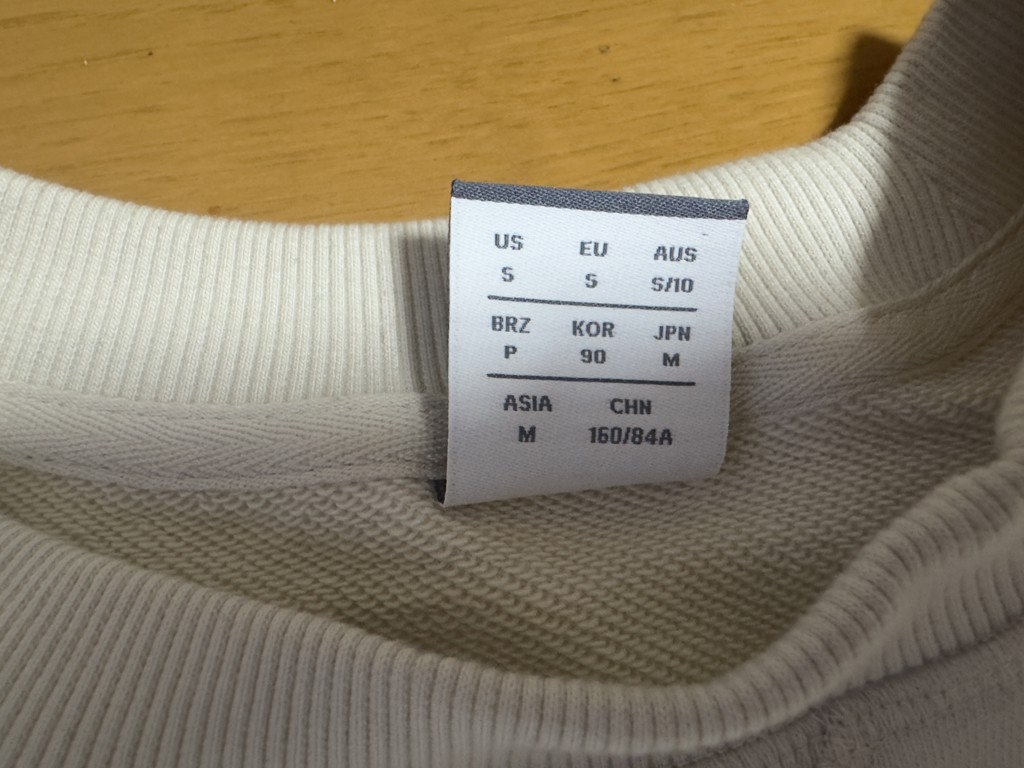 US EU AUS
S S S/10
BRZ KOR JPN
P 90 M
ASIA CHN
M 160/84A